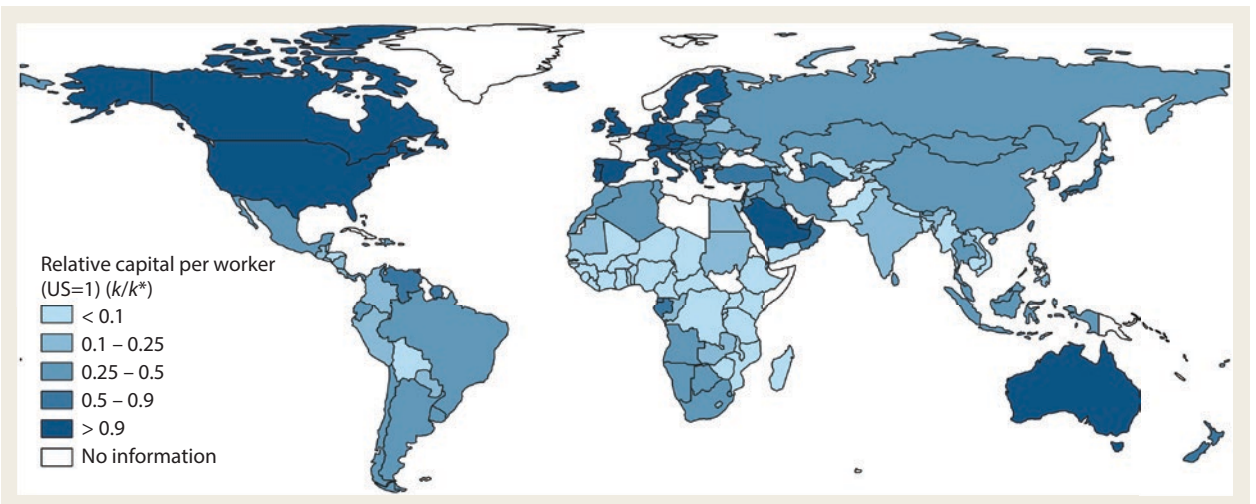 Relative capital per worker
(US=1) (k/k*)
< 0.1
0.1 – 0.25
0.25 – 0.5
0.5 – 0.9
> 0.9
No information